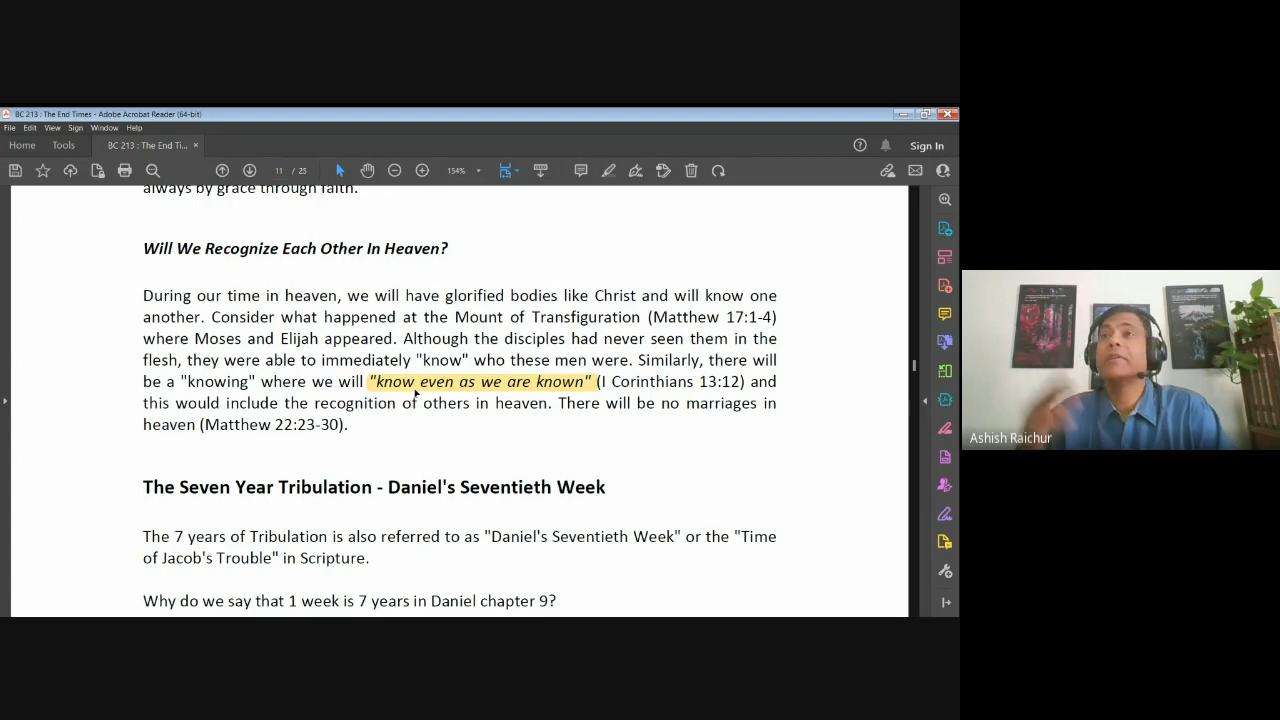 BC 213 : The End Times - Adobe Acrobat Reader (64-bit)
File Edit View Sign Window Help
Home Tools BC 213 : The End Ti... × Sign In
11 / 25 154%
always by grace through faith.
Will We Recognize Each Other In Heaven?
During our time in heaven, we will have glorified bodies like Christ and will know one
another. Consider what happened at the Mount of Transfiguration (Matthew 17:1-4)
where Moses and Elijah appeared. Although the disciples had never seen them in the
flesh, they were able to immediately "know" who these men were. Similarly, there will
be a "knowing" where we will "know even as we are known" (I Corinthians 13:12) and
this would include the recognition of others in heaven. There will be no marriages in
heaven (Matthew 22:23-30).
The Seven Year Tribulation - Daniel's Seventieth Week
The 7 years of Tribulation is also referred to as "Daniel's Seventieth Week" or the "Time
of Jacob's Trouble" in Scripture.
Why do we say that 1 week is 7 years in Daniel chapter 9?
Ashish Raichur